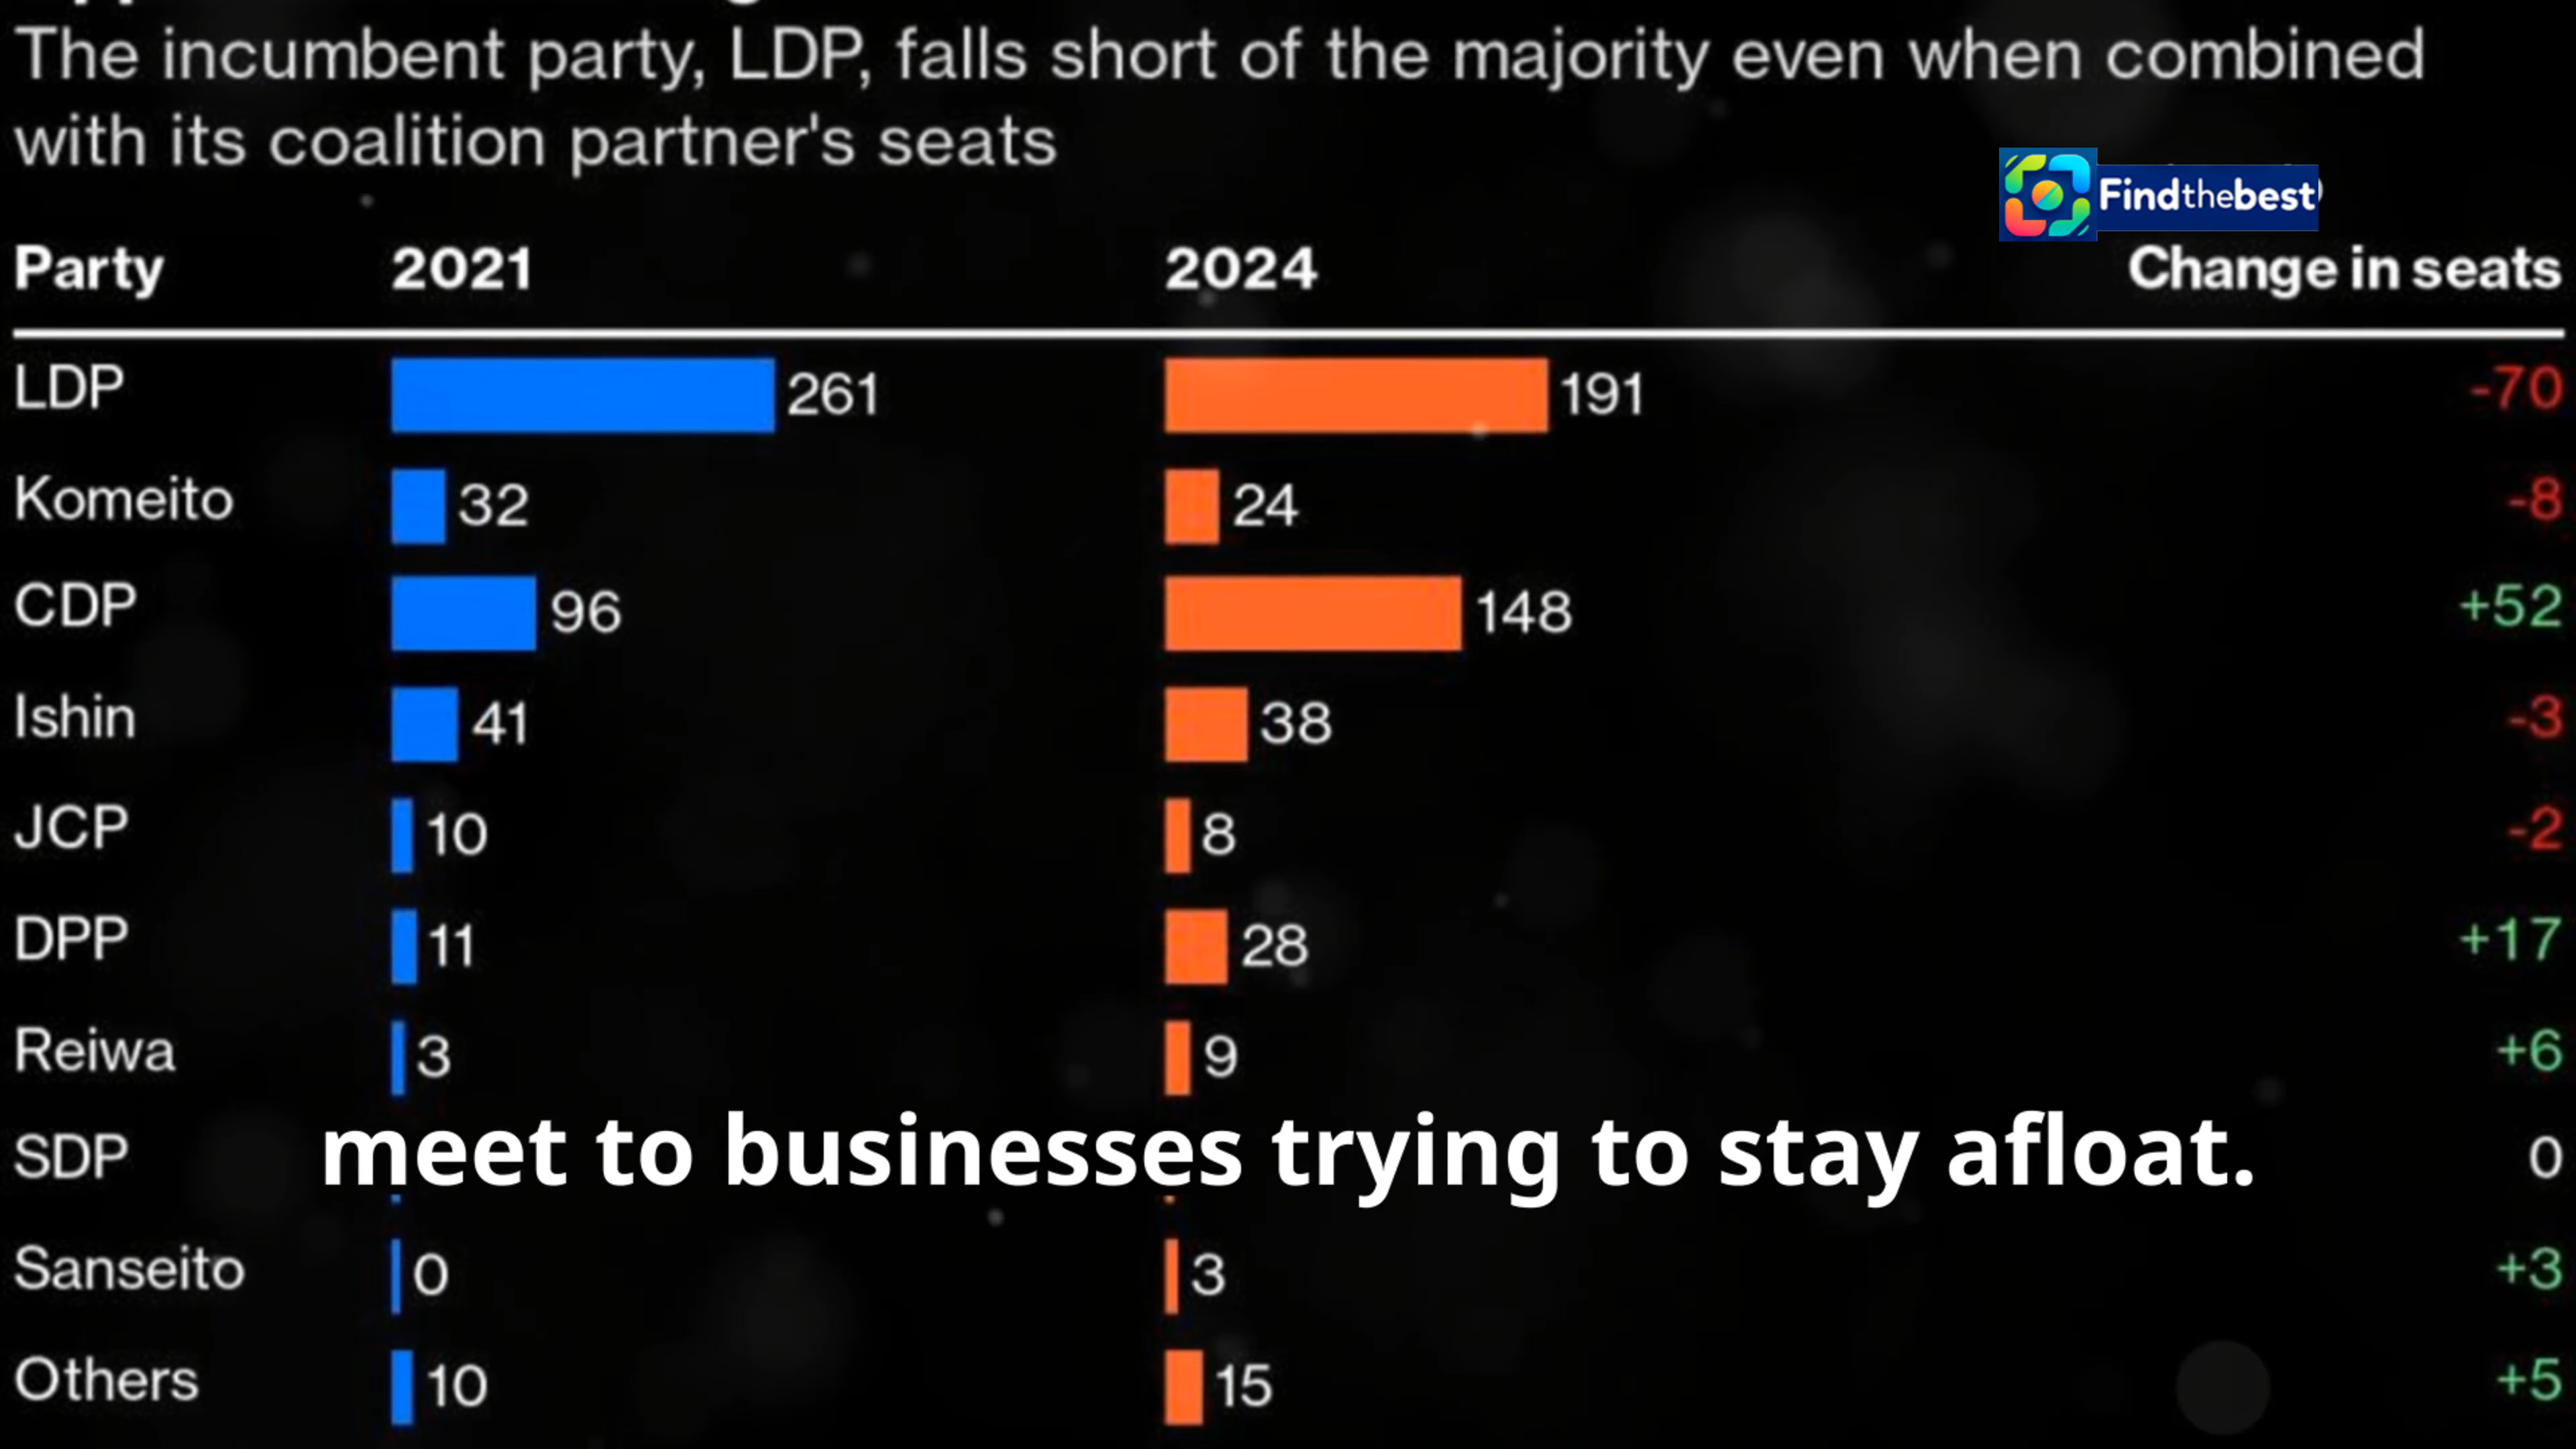 The incumbent party, LDP, falls short of the majority even when combined
with its coalition partner's seats
Findthebest
Party 2021 2024 Change in seats
LDP 261 191 -70
Komeito 32 24 -8
CDP 96 148 +52
Ishin 41 38 -3
JCP 10 8 -2
DPP 11 28 +17
Reiwa 3 9 +6
SDP 0
meet to businesses trying to stay afloat.
Sanseito 0 3 +3
Others 10 15 +5